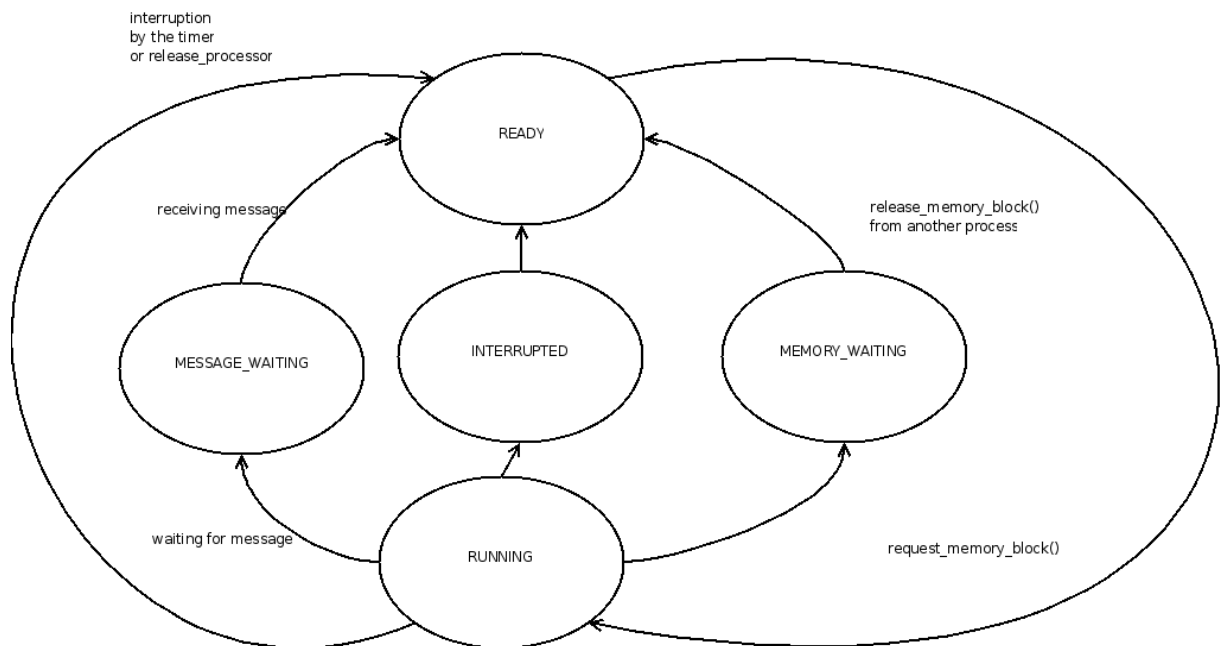 interruption
by the timer
or release_processor
READY
receiving message
release_memory_block()
from another process
MESSAGE_WAITING
INTERRUPTED
MEMORY_WAITING
waiting for message
RUNNING
request_memory_block()